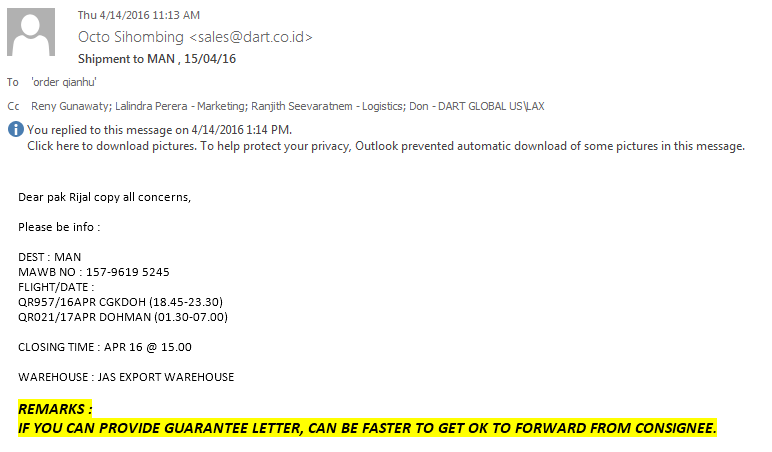 Thu 4/14/2016 11:13 AM
Octo Sihombing <sales@dart.co.id>
Shipment to MAN , 15/04/16
To 'order qianhu'
Cc Reny Gunawaty; Lalindra Perera - Marketing; Ranjith Seevaratnem - Logistics; Don - DART GLOBAL US\LAX
You replied to this message on 4/14/2016 1:14 PM.
Click here to download pictures. To help protect your privacy, Outlook prevented automatic download of some pictures in this message.
Dear pak Rijal copy all concerns,
Please be info :
DEST : MAN
MAWB NO : 157-9619 5245
FLIGHT/DATE :
QR957/16APR CGKDOH (18.45-23.30)
QR021/17APR DOHMAN (01.30-07.00)
CLOSING TIME : APR 16 @ 15.00
WAREHOUSE : JAS EXPORT WAREHOUSE
REMARKS :
IF YOU CAN PROVIDE GUARANTEE LETTER, CAN BE FASTER TO GET OK TO FORWARD FROM CONSIGNEE.